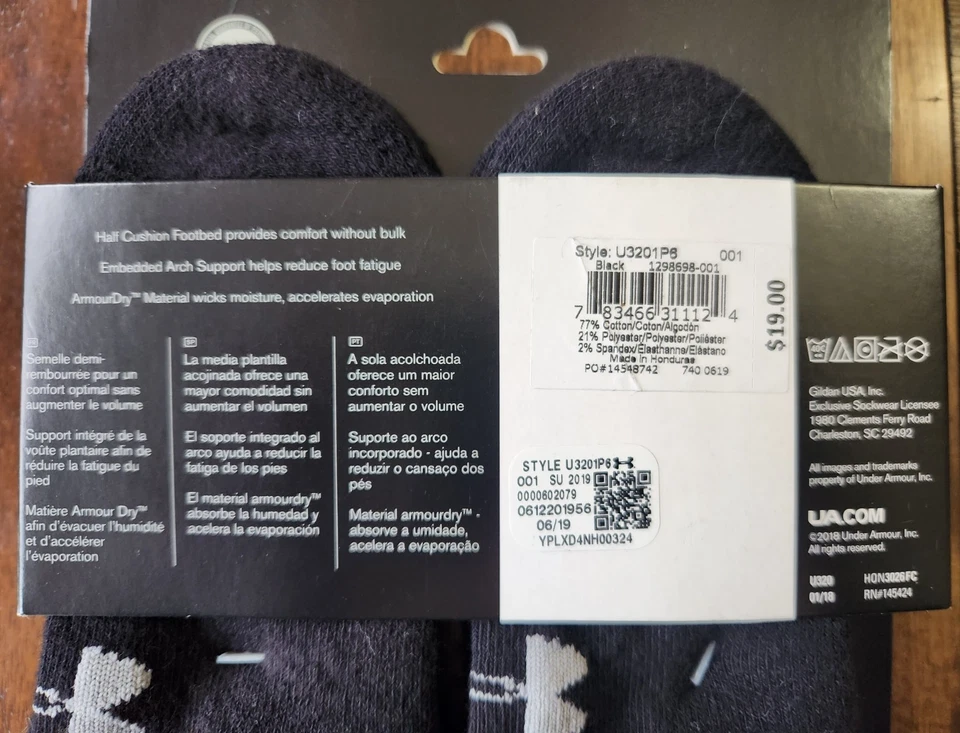 Half Cushion Footbed provides comfort without bulk
Embedded Arch Support helps reduce foot fatigue
ArmourDry™ Material wicks moisture, accelerates evaporation
Semelle demi-
rembourrée pour un
confort optimal sans
augmenter le volume
Support intégré de la
voûte plantaire afin de
réduire la fatigue du
pied
Matière Armour Dry™
afin d'évacuer l'humidité
et d'accélérer
l'évaporation
SP
La media plantilla
acojinada ofrece una
mayor comodidad sin
aumentar el volumen
El soporte integrado al
arco ayuda a reducir la
fatiga de los pies
El material armourdry™
absorbe la humedad y
acelera la evaporación
PT
A sola acolchoada
oferece um maior
conforto sem
aumentar o volume
Suporte ao arco
incorporado - ajuda a
reduzir o cansaço dos
pés
Material armourdry™ -
absorve a umidade,
acelera a evaporação
Style: U3201P6 001
Black 1298698-001
7 83466 31112 4
77% Cotton/Coton/Algodón
21% Polyester/Polyester/Poliéster
2% Spandex/Élasthanne/Elastano
Made in Honduras
PO#14548742 740 0619
$19.00
STYLE U3201P6
001 SU 2019
0000602079
0612201956
06/19
YPLXD4NH00324
Gildan USA, Inc.
Exclusive Sockwear Licensee
1980 Clements Ferry Road
Charleston, SC 29492
All images and trademarks
property of Under Armour, Inc.
UA.COM
©2018 Under Armour, Inc.
All rights reserved.
U320 HON3026FC
01/18 RN#145424